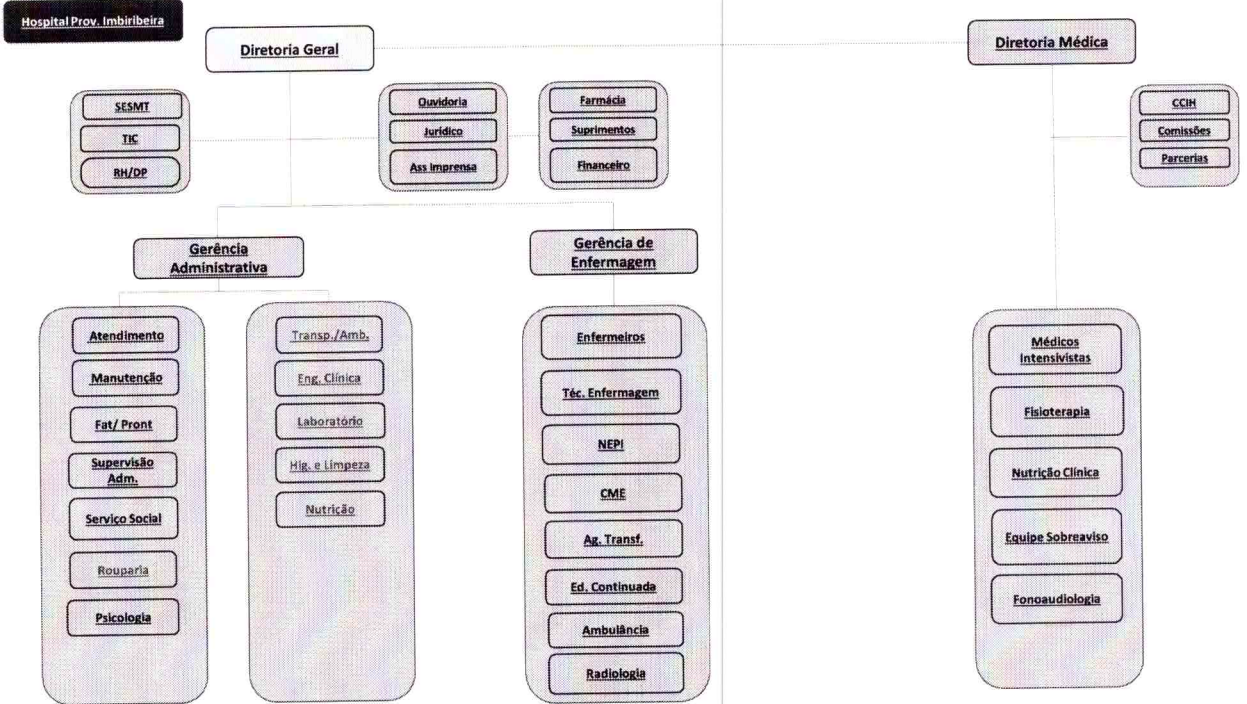 Hospital Prov. Imbiribeira
Diretoria Geral
Diretoria Médica
SESMT
TIC
RH/DP
Ouvidoria
Jurídico
Ass Imprensa
Farmácia
Suprimentos
Financeiro
CCIH
Comissões
Parcerias
Gerência
Administrativa
Gerência de
Enfermagem
Atendimento
Manutenção
Fat/ Pront
Supervisão
Adm.
Serviço Social
Rouparia
Psicologia
Transp./Amb.
Eng. Clínica
Laboratório
Hig. e Limpeza
Nutrição
Enfermeiros
Téc. Enfermagem
NEPI
CME
Ag. Transf.
Ed. Continuada
Ambulância
Radiologia
Médicos
Intensivistas
Fisioterapia
Nutrição Clínica
Equipe Sobreaviso
Fonoaudiologia